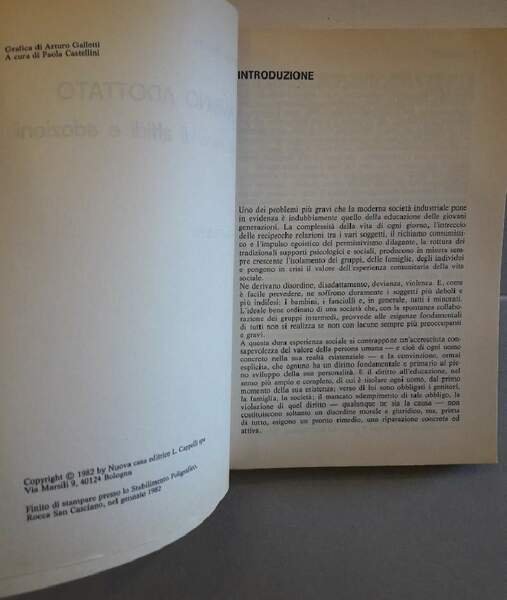 Grafica di Arturo Galletti
A cura di Paola Castellini
ADOTTATO
affidi e adozioni
Copyright © 1982 by Nuova casa editrice L. Cappelli spa
Via Marsili 9, 40124 Bologna
Finito di stampare presso lo Stabilimento Poligrafico,
Rocca San Casciano, nel gennaio 1982
INTRODUZIONE
Uno dei problemi più gravi che la moderna società industriale pone
in evidenza è indubbiamente quello della educazione delle giovani
generazioni. La complessità della vita di ogni giorno, l'intreccio
delle reciproche relazioni tra i vari soggetti, il richiamo consumisti-
co e l'impulso egoistico del permissivismo dilagante, la rottura dei
tradizionali supporti psicologici e sociali, producono in misura sem-
pre crescente l'isolamento dei gruppi, delle famiglie, degli individui
e pongono in crisi il valore dell'esperienza comunitaria della vita
sociale.
Ne derivano disordine, disadattamento, devianza, violenza. E, come
è facile prevedere, ne soffrono duramente i soggetti più deboli e
più indifesi: i bambini, i fanciulli e, in generale, tutti i minorati.
L'ideale bene ordinato di una società che, con la spontanea collabo-
razione dei gruppi intermedi, provvede alle esigenze fondamentali
di tutti non si realizza se non con lacune sempre più preoccupanti
e gravi.
A questa dura esperienza sociale si contrappone un'accresciuta con-
sapevolezza del valore della persona umana — e cioè di ogni uomo
concreto nella sua realtà esistenziale — e la convinzione, ormai
esplicita, che ognuno ha un diritto fondamentale e primario al pie-
no sviluppo della sua personalità. E il diritto all'educazione, nel
senso più ampio e completo, di cui è titolare ogni uomo, dal primo
momento della sua esistenza; verso di lui sono obbligati i genitori,
la famiglia, la società; il mancato adempimento di tale obbligo, la
violazione di quel diritto — qualunque ne sia la causa — non
costituiscono soltanto un disordine morale e giuridico, ma, prima
di tutto, esigono un pronto rimedio, una riparazione concreta ed
attiva.